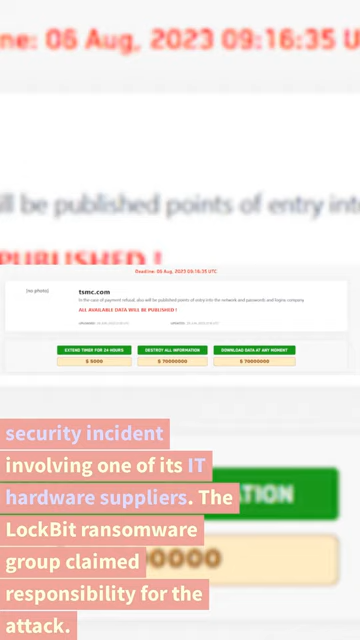 ne: 06 Aug, 2023 09:16:35 U
ill be published points of entry int
PUBLISHED !
Deadline: 06 Aug, 2023 09:16:35 UTC
[no photo]
tsmc.com
In the case of payment refusal, also will be published points of entry into the network and passwords and logins company
ALL AVAILABLE DATA WILL BE PUBLISHED !
EXTEND TIMER FOR 24 HOURS
DESTROY ALL INFORMATION
DOWNLOAD DATA AT ANY MOMENT
$ 5000
$ 70000000
$ 70000000
security incident
involving one of its IT
hardware suppliers. The
LockBit ransomware
group claimed
responsibility for the
attack.
ATION
00000